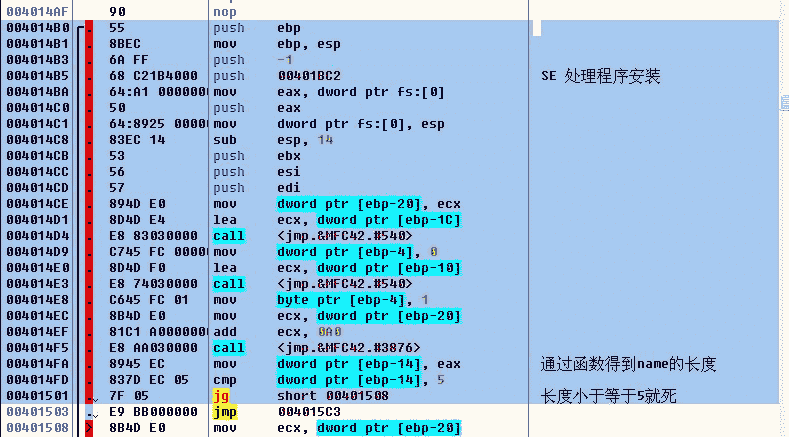 004014AF 90 nop
004014B0 . 55 push ebp
004014B1 . 8BEC mov ebp, esp
004014B3 . 6A FF push -1
004014B5 . 68 C21B4000 push 00401BC2 SE 处理程序安装
004014BA . 64:A1 0000000 mov eax, dword ptr fs:[0]
004014C0 . 50 push eax
004014C1 . 64:8925 0000 mov dword ptr fs:[0], esp
004014C8 . 83EC 14 sub esp, 14
004014CB . 53 push ebx
004014CC . 56 push esi
004014CD . 57 push edi
004014CE . 894D E0 mov dword ptr [ebp-20], ecx
004014D1 . 8D4D E4 lea ecx, dword ptr [ebp-1C]
004014D4 . E8 83030000 call <jmp.&MFC42.#540>
004014D9 . C745 FC 0000 mov dword ptr [ebp-4], 0
004014E0 . 8D4D F0 lea ecx, dword ptr [ebp-10]
004014E3 . E8 74030000 call <jmp.&MFC42.#540>
004014E8 . C645 FC 01 mov byte ptr [ebp-4], 1
004014EC . 8B4D E0 mov ecx, dword ptr [ebp-20]
004014EF . 81C1 A0000000 add ecx, 0A0
004014F5 . E8 AA030000 call <jmp.&MFC42.#3876>
004014FA . 8945 EC mov dword ptr [ebp-14], eax 通过函数得到name的长度
004014FD . 837D EC 05 cmp dword ptr [ebp-14], 5
00401501 . 7F 05 jg short 00401508 长度小于等于5就死
00401503 . E9 BB000000 jmp 004015C3
00401508 > 8B4D E0 mov ecx, dword ptr [ebp-20]